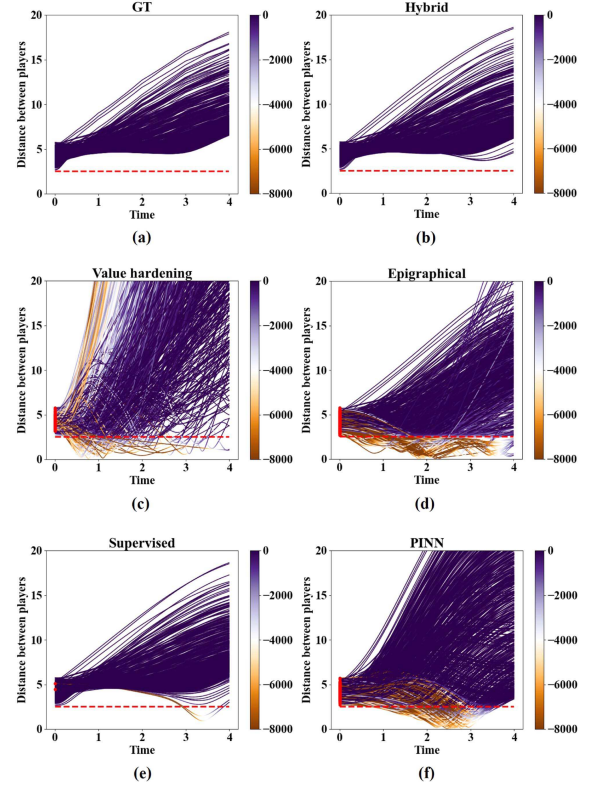 GT
Hybrid
20
15
10
5
0
Distance between players
0 1 2 3 4
Time
0
−2000
−4000
−6000
−8000
(a)
20
15
10
5
0
Distance between players
0 1 2 3 4
Time
0
−2000
−4000
−6000
−8000
(b)
Value hardening
Epigraphical
20
15
10
5
0
Distance between players
0 1 2 3 4
Time
0
−2000
−4000
−6000
−8000
(c)
20
15
10
5
0
Distance between players
0 1 2 3 4
Time
0
−2000
−4000
−6000
−8000
(d)
Supervised
PINN
20
15
10
5
0
Distance between players
0 1 2 3 4
Time
0
−2000
−4000
−6000
−8000
(e)
20
15
10
5
0
Distance between players
0 1 2 3 4
Time
0
−2000
−4000
−6000
−8000
(f)